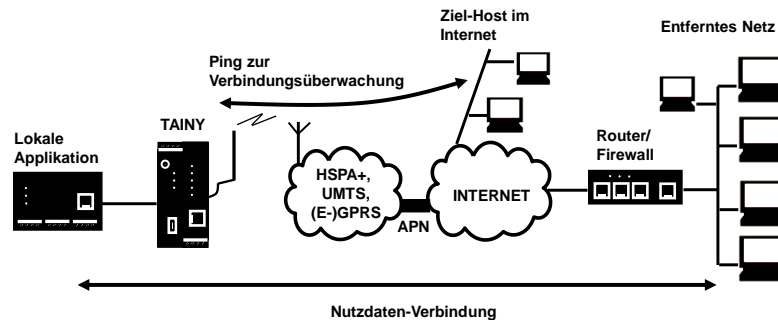 Ziel-Host im
Internet
Entferntes Netz
Ping zur
Verbindungsüberwachung
TAINY
Lokale
Applikation
Router/
Firewall
HSPA+,
UMTS,
(E-)GPRS
INTERNET
APN
Nutzdaten-Verbindung